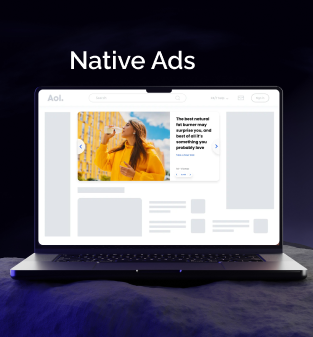 Native Ads
Aol.
Search
The best natural
fat burner may
surprise you, and
best of all it's
something you
probably love